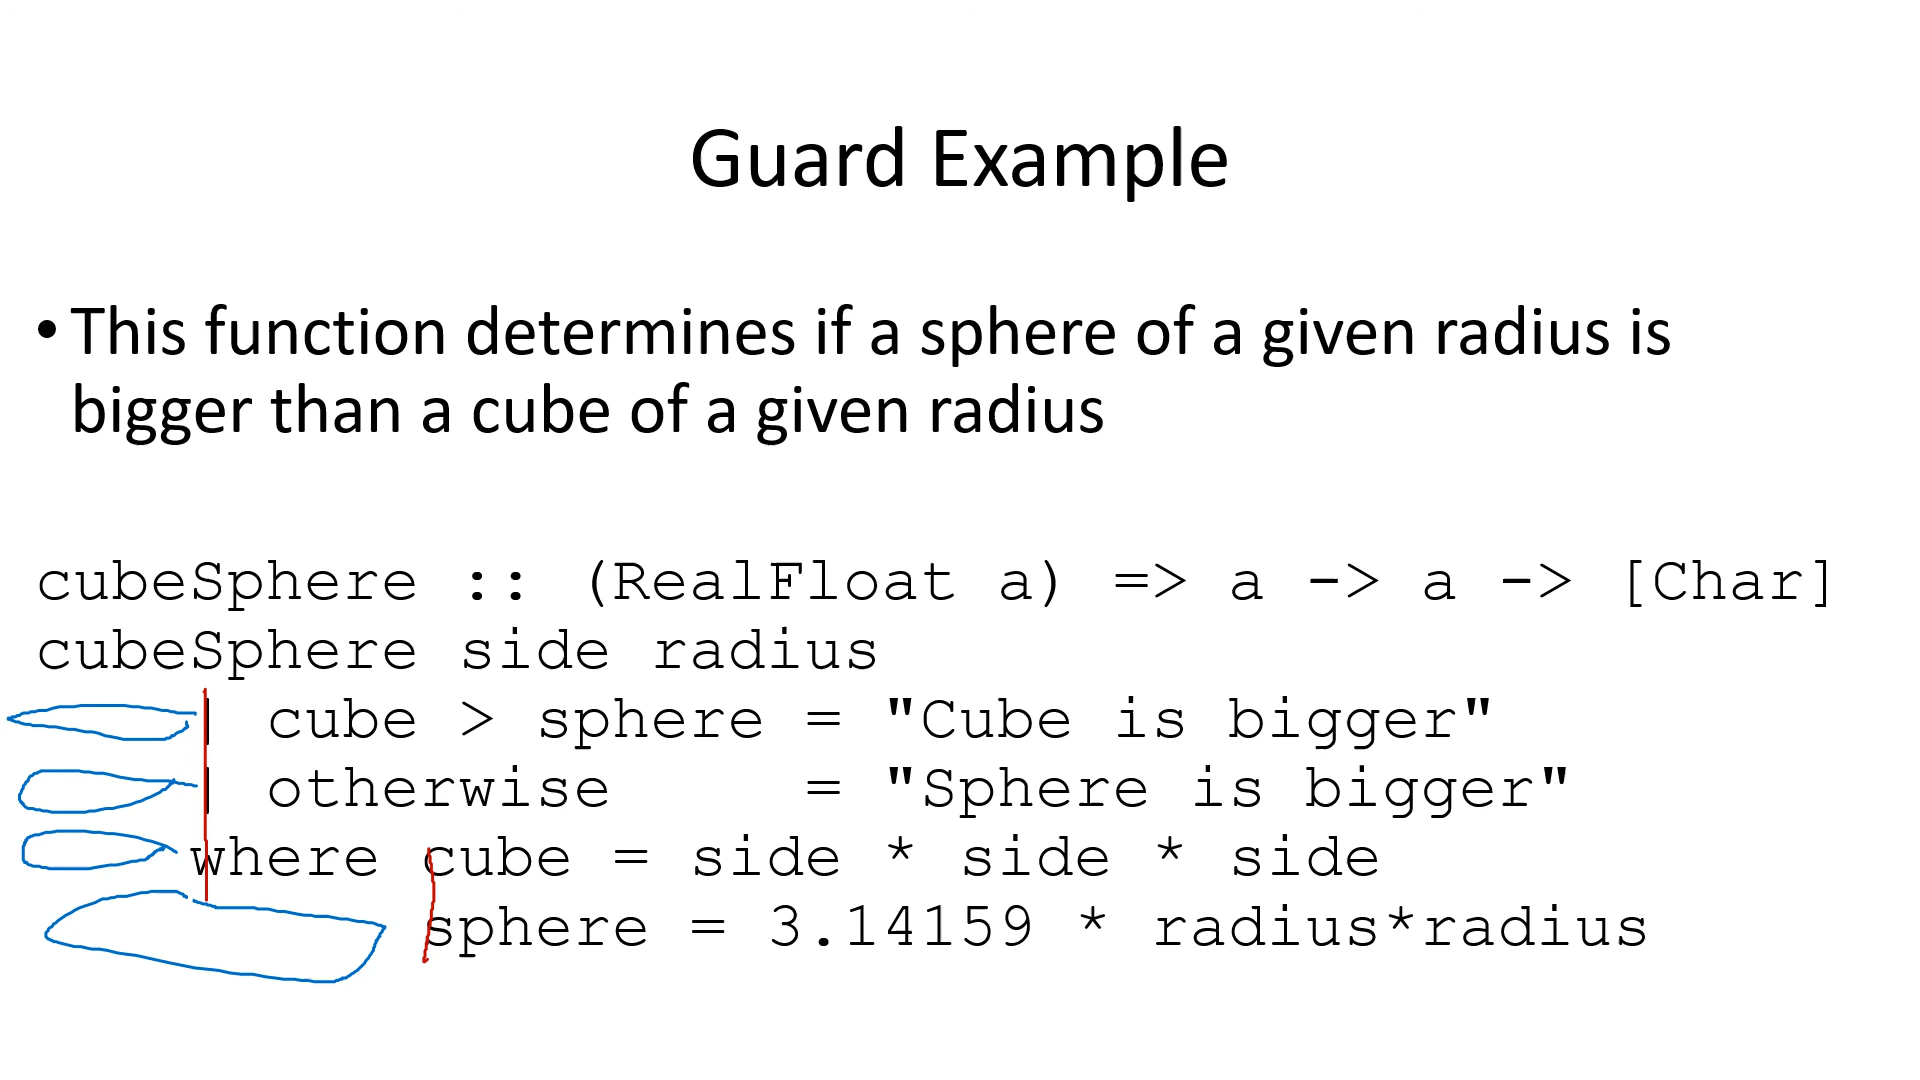 Guard Example
• This function determines if a sphere of a given radius is
bigger than a cube of a given radius
cubeSphere :: (RealFloat a) => a -> a -> [Char]
cubeSphere side radius
| cube > sphere = "Cube is bigger"
| otherwise = "Sphere is bigger"
where cube = side * side * side
sphere = 3.14159 * radius*radius